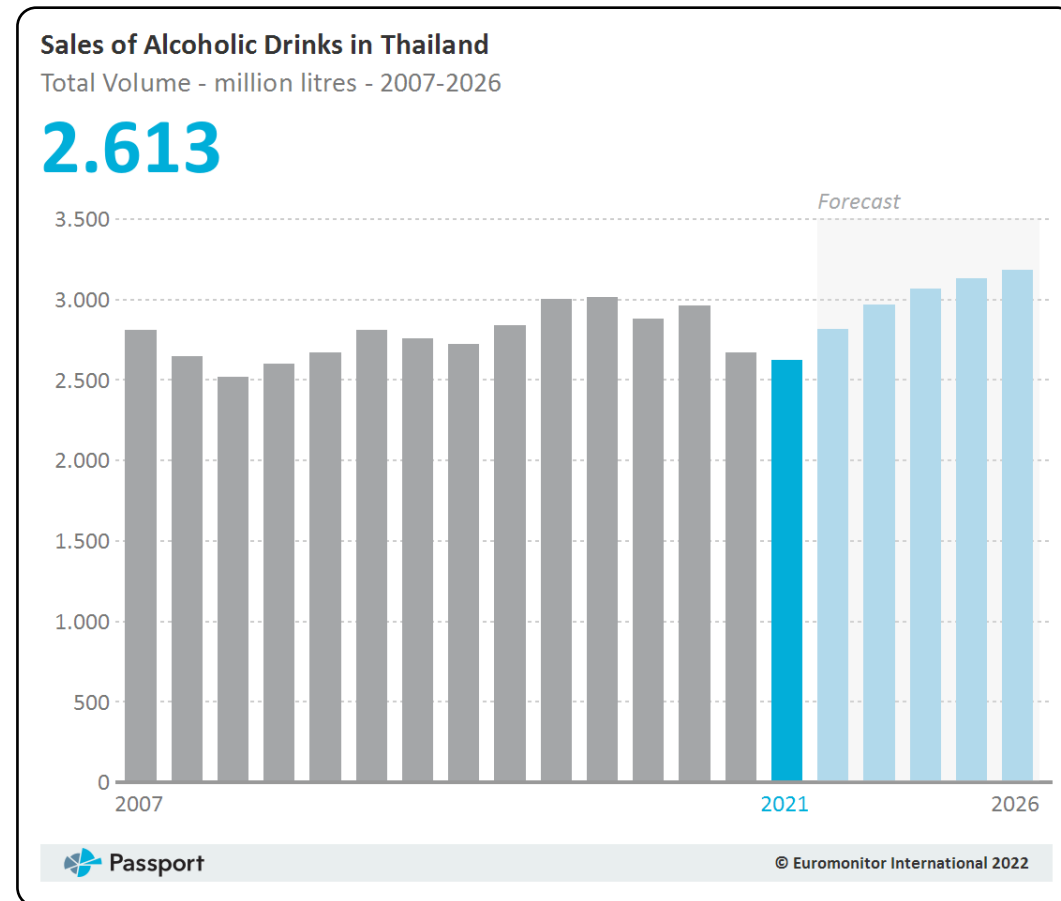 Sales of Alcoholic Drinks in Thailand
Total Volume - million litres - 2007-2026
2.613
Forecast
3.500
3.000
2.500
2.000
1.500
1.000
500
0
2007 2021 2026
Passport © Euromonitor International 2022